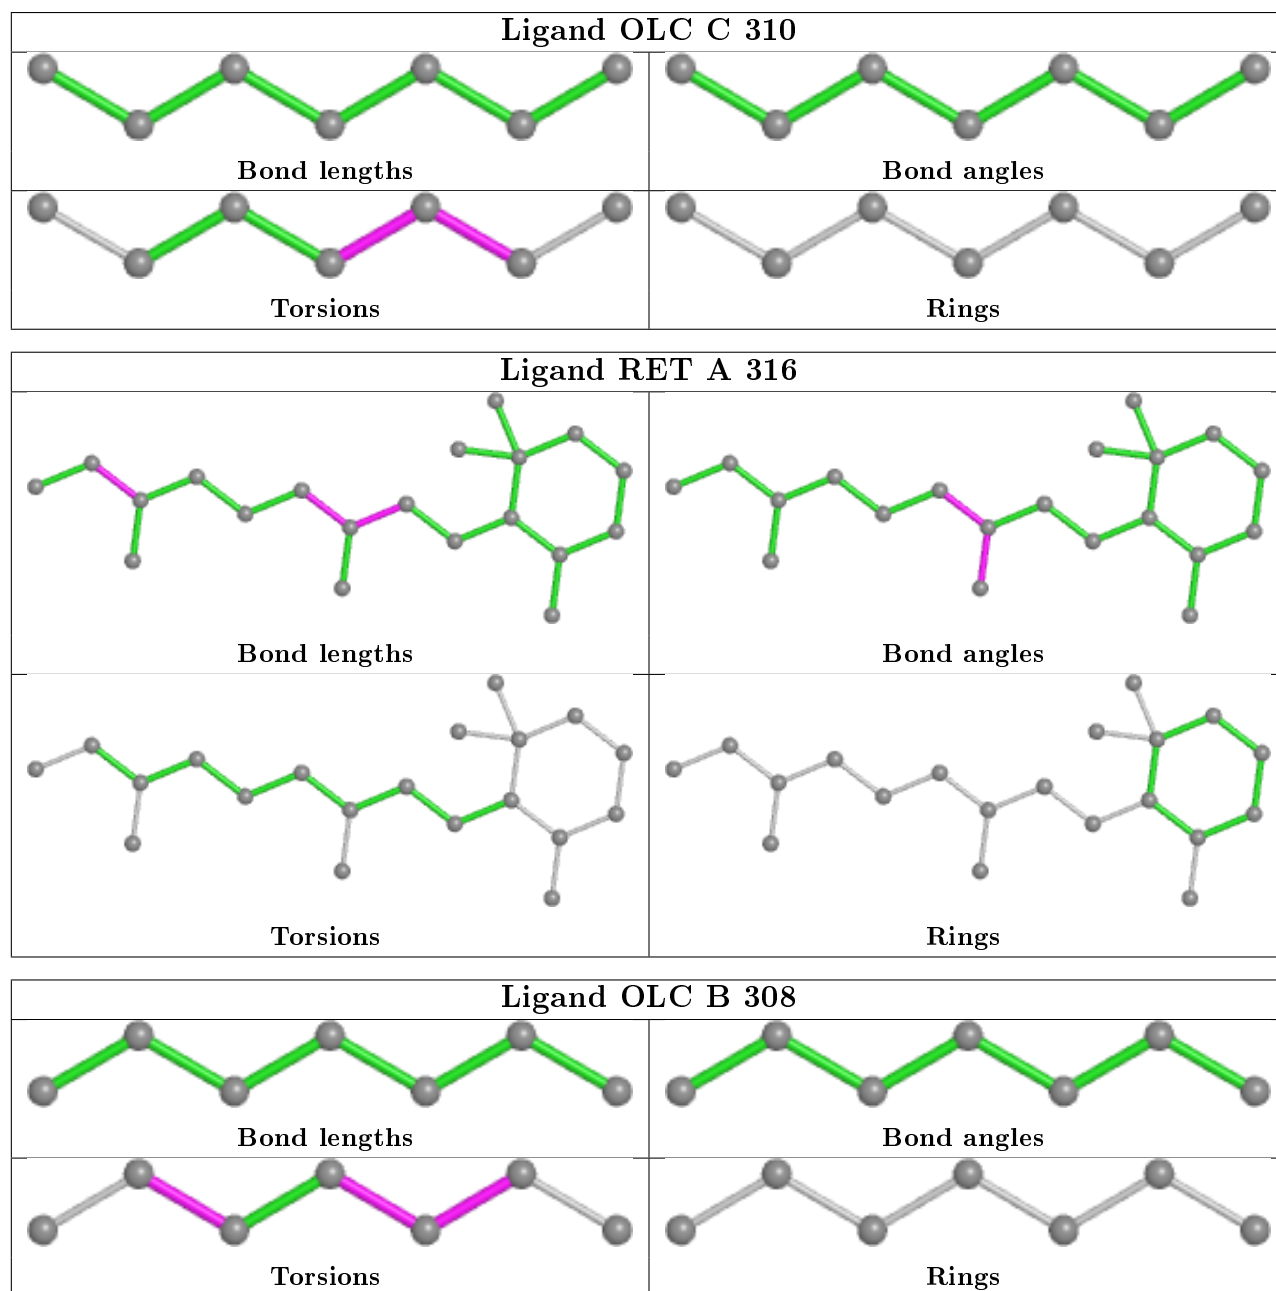 Ligand OLC C 310
Bond lengths
Bond angles
Torsions
Rings
Ligand RET A 316
Bond lengths
Bond angles
Torsions
Rings
Ligand OLC B 308
Bond lengths
Bond angles
Torsions
Rings